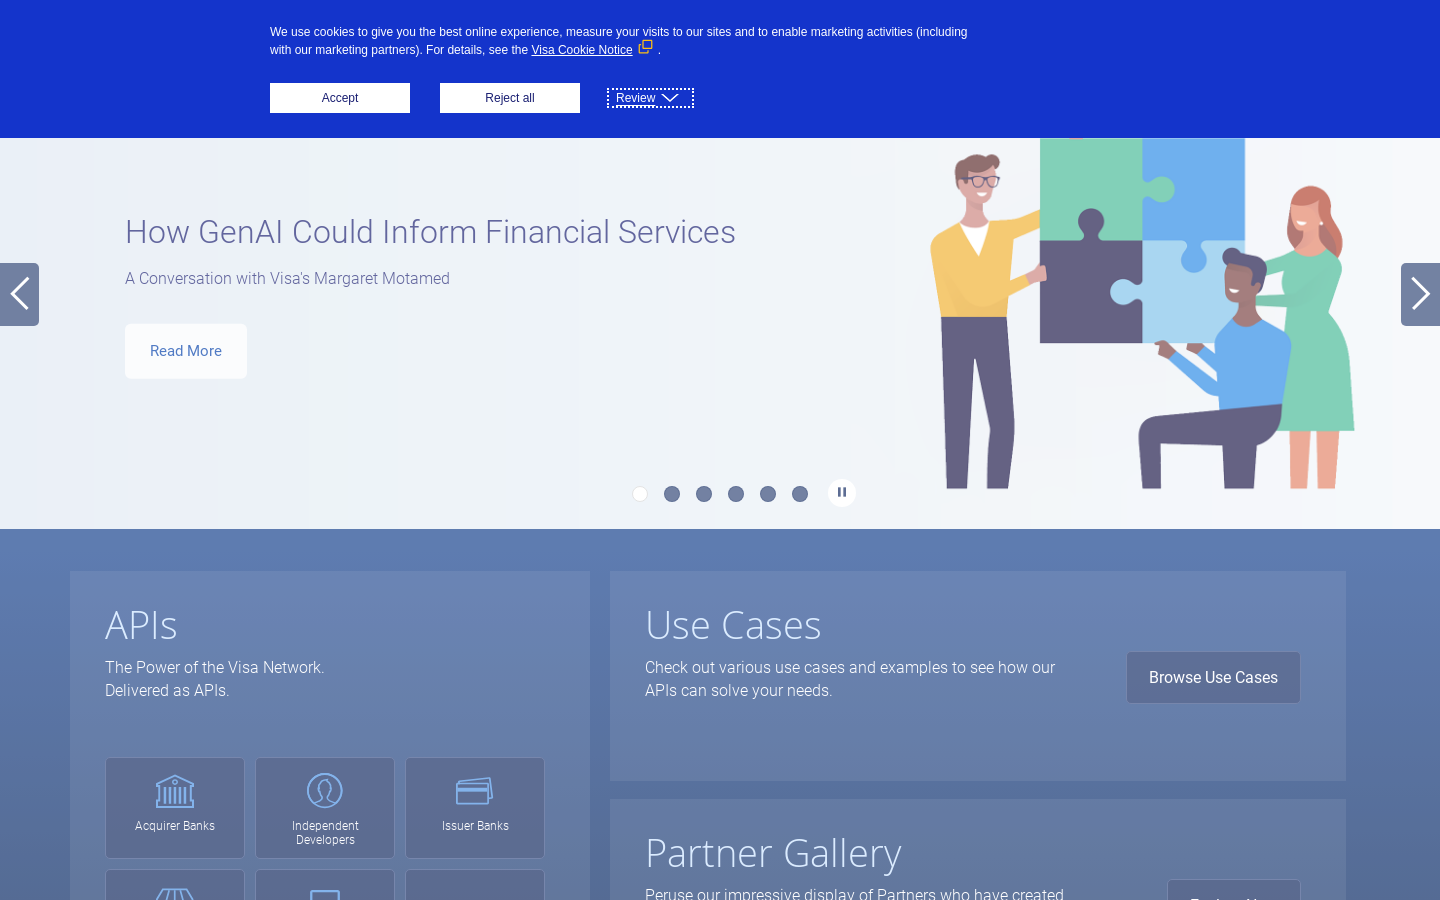 We use cookies to give you the best online experience, measure your visits to our sites and to enable marketing activities (including
with our marketing partners). For details, see the Visa Cookie Notice .
Accept
Reject all
Review
How GenAI Could Inform Financial Services
A Conversation with Visa's Margaret Motamed
Read More
APIs
The Power of the Visa Network.
Delivered as APIs.
Acquirer Banks
Independent
Developers
Issuer Banks
Use Cases
Check out various use cases and examples to see how our
APIs can solve your needs.
Browse Use Cases
Partner Gallery
Peruse our impressive display of Partners who have created